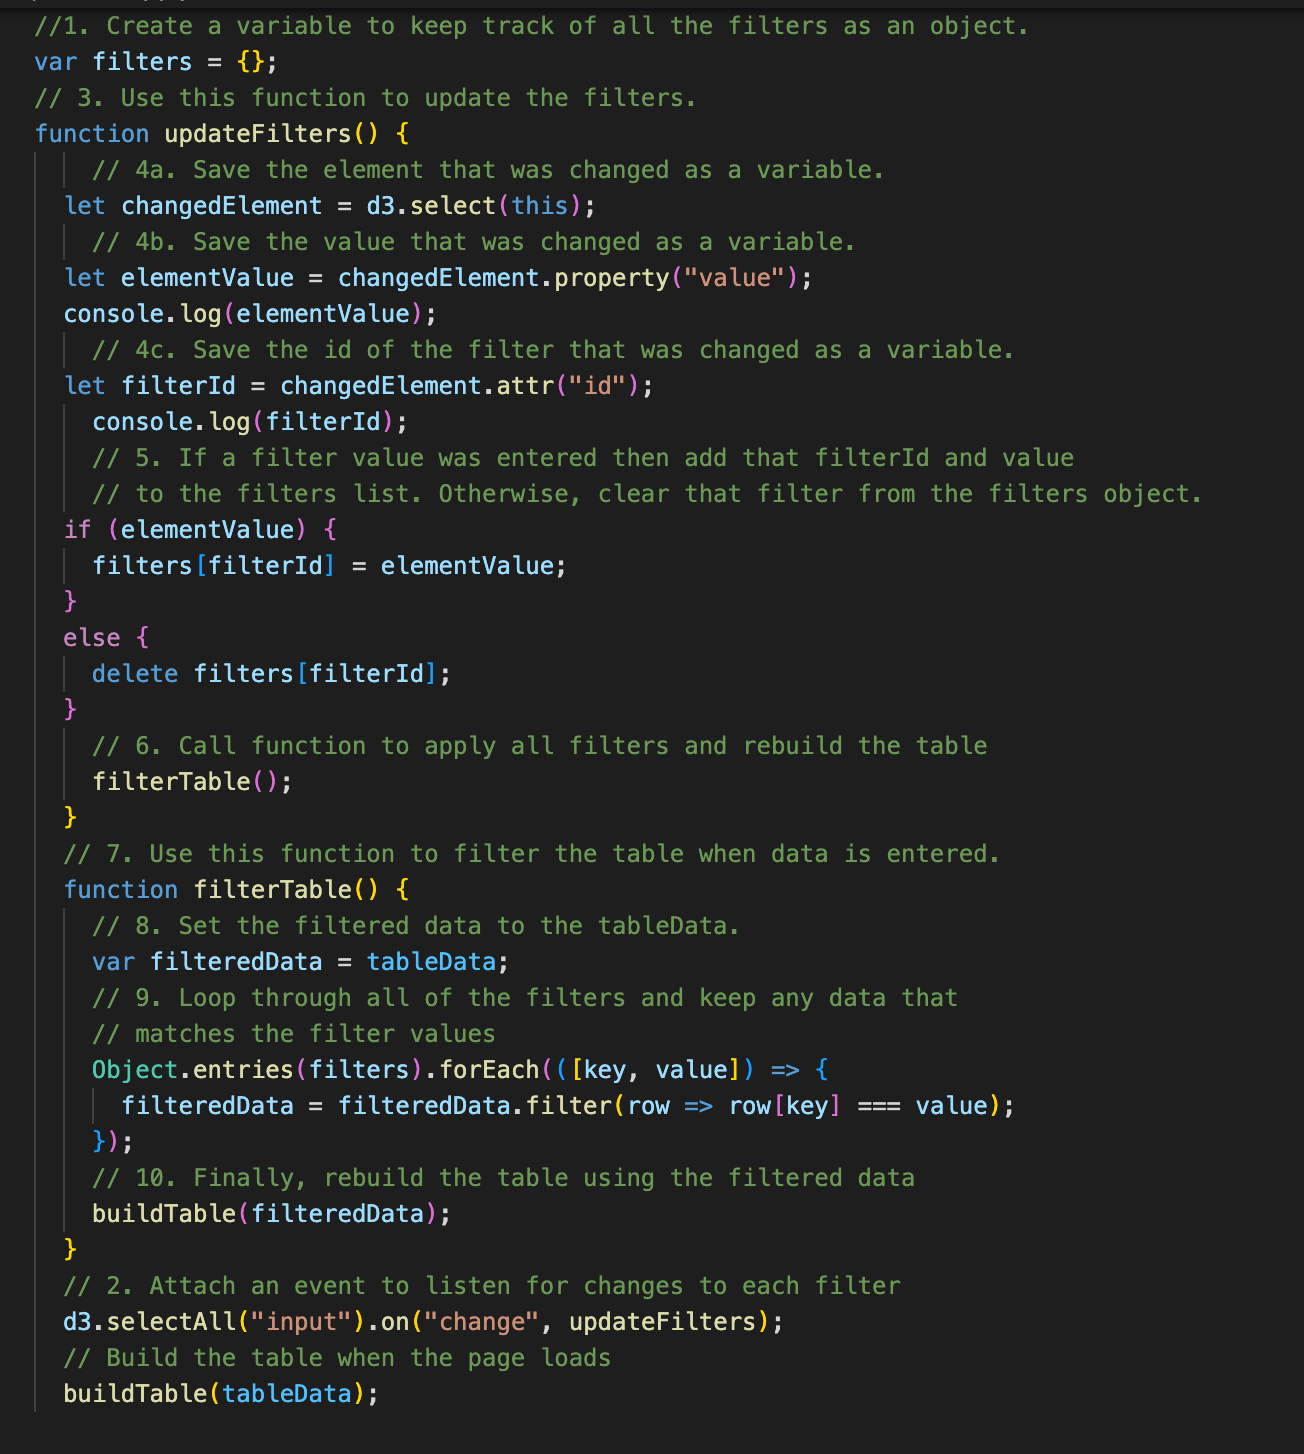 //1. Create a variable to keep track of all the filters as an object.
var filters = {};
// 3. Use this function to update the filters.
function updateFilters() {
// 4a. Save the element that was changed as a variable.
let changedElement = d3.select(this);
// 4b. Save the value that was changed as a variable.
let elementValue = changedElement.property("value");
console.log(elementValue);
// 4c. Save the id of the filter that was changed as a variable.
let filterId = changedElement.attr("id");
console.log(filterId);
// 5. If a filter value was entered then add that filterId and value
// to the filters list. Otherwise, clear that filter from the filters object.
if (elementValue) {
filters[filterId] = elementValue;
}
else {
delete filters[filterId];
}
// 6. Call function to apply all filters and rebuild the table
filterTable();
}
// 7. Use this function to filter the table when data is entered.
function filterTable() {
// 8. Set the filtered data to the tableData.
var filteredData = tableData;
// 9. Loop through all of the filters and keep any data that
// matches the filter values
Object.entries(filters).forEach(([key, value]) => {
filteredData = filteredData.filter(row => row[key] === value);
});
// 10. Finally, rebuild the table using the filtered data
buildTable(filteredData);
}
// 2. Attach an event to listen for changes to each filter
d3.selectAll("input").on("change", updateFilters);
// Build the table when the page loads
buildTable(tableData);